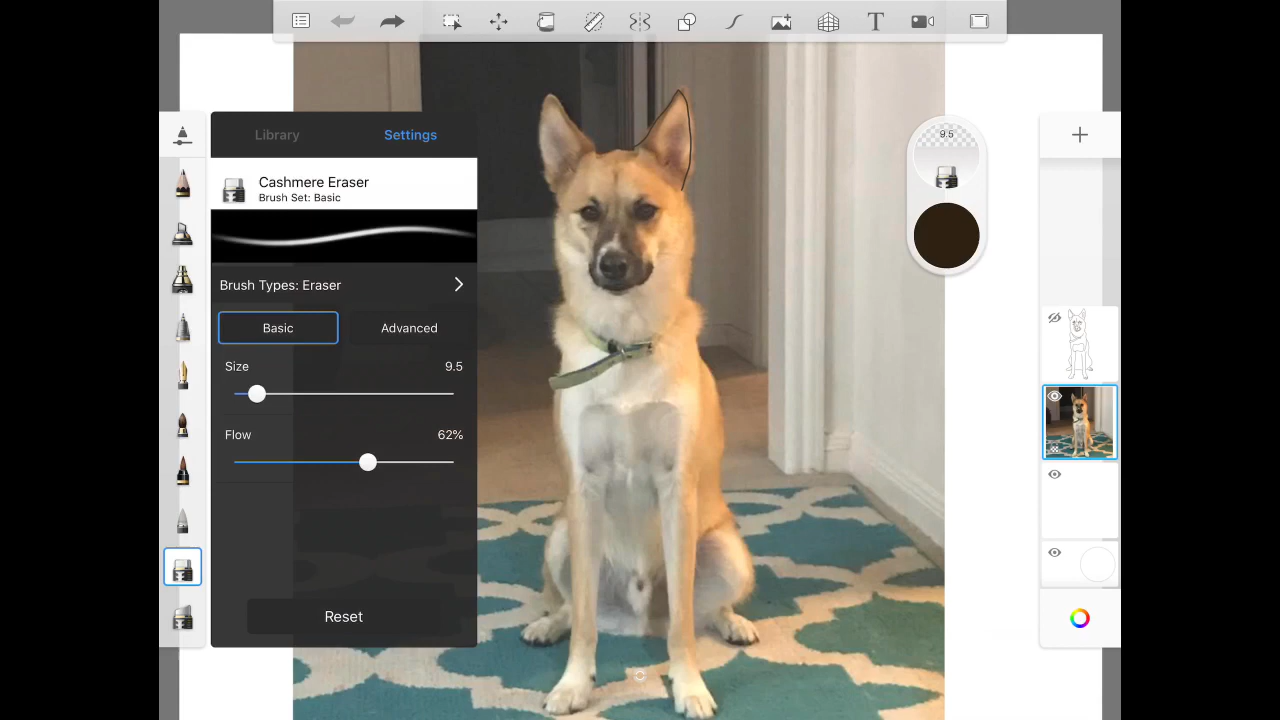 T
Library Settings
9.5
Cashmere Eraser
Brush Set: Basic
Brush Types: Eraser
Basic Advanced
Size 9.5
Flow 62%
Reset